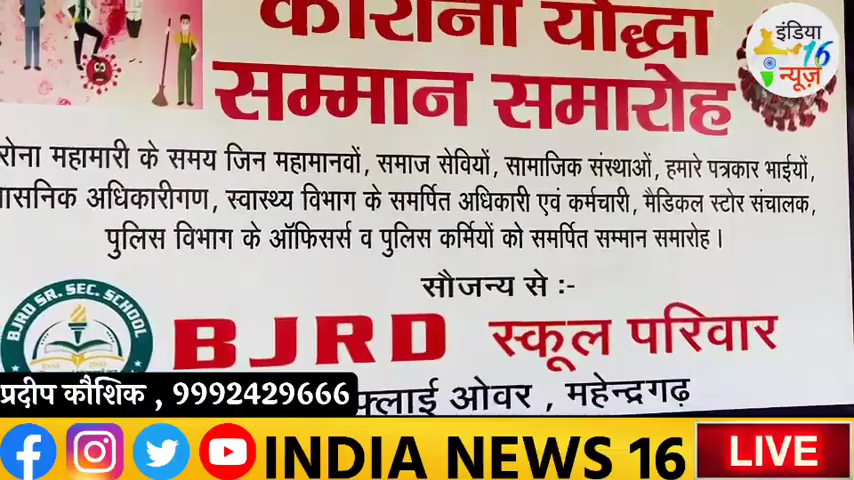 कोरोना योद्धा
सम्मान समारोह
इंडिया
16
न्यूज़
महामारी के समय जिन महामानवों, समाज सेवियों, सामाजिक संस्थाओं, हमारे पत्रकार भाईयों,
अधिकारीगण, स्वास्थ्य विभाग के समर्पित अधिकारी एवं कर्मचारी, मैडिकल स्टोर संचालक,
पुलिस विभाग के ऑफिसर्स व पुलिस कर्मियों को समर्पित सम्मान समारोह ।
सौजन्य से :-
BJRD SR. SEC. SCHOOL
BJRD स्कूल परिवार
फ्लाई ओवर , महेन्द्रगढ़
प्रदीप कौशिक , 9992429666
INDIA NEWS 16
LIVE